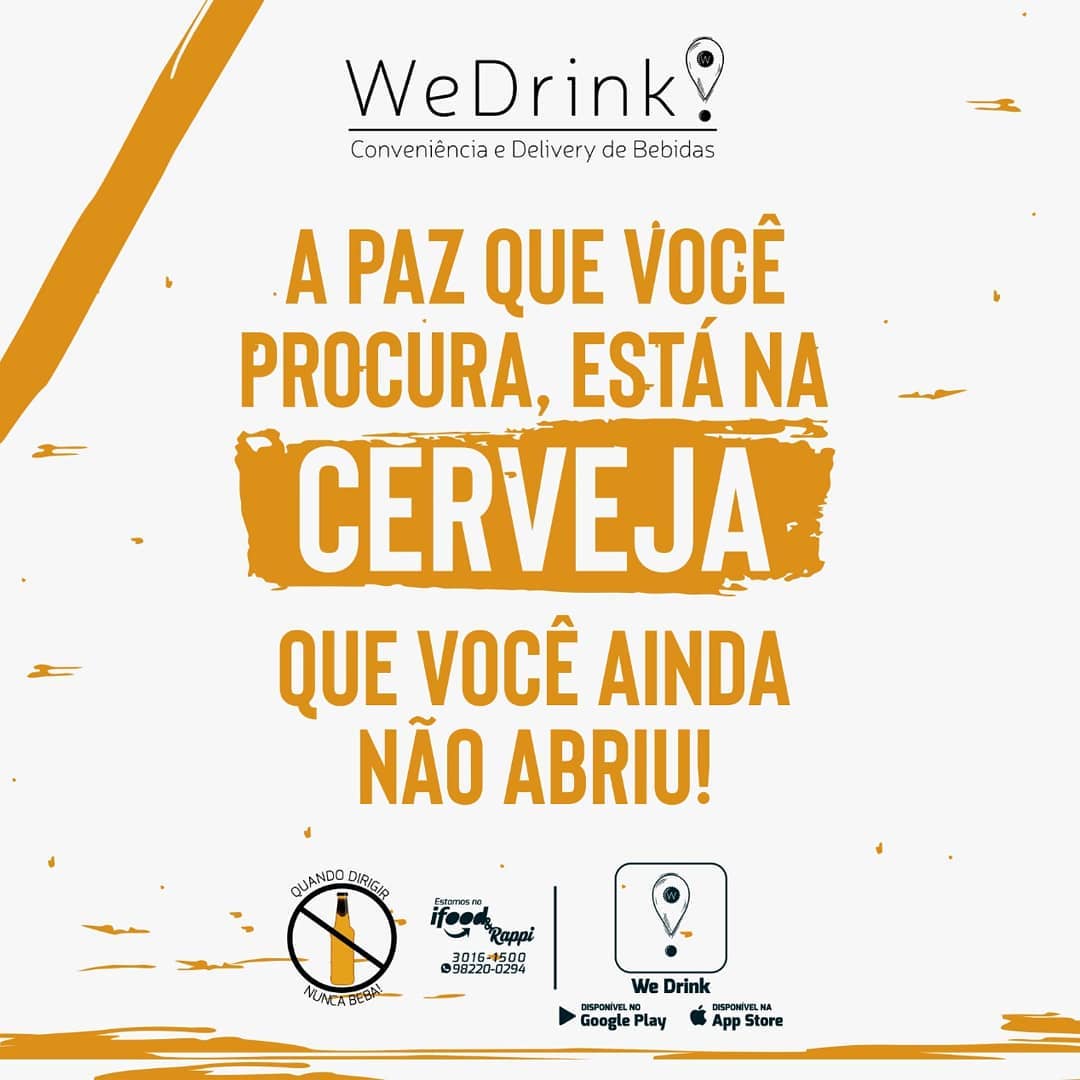 WeDrink!
Conveniência e Delivery de Bebidas
A PAZ QUE VOCÊ
PROCURA, ESTÁ NA
CERVEJA
QUE VOCÊ AINDA
NÃO ABRIU!
QUANDO DIRIGIR
NUNCA BEBA!
Estamos no
ifood & Rappi
3016-1500
98220-0294
W
We Drink
DISPONÍVEL NO
Google Play
DISPONÍVEL NA
App Store